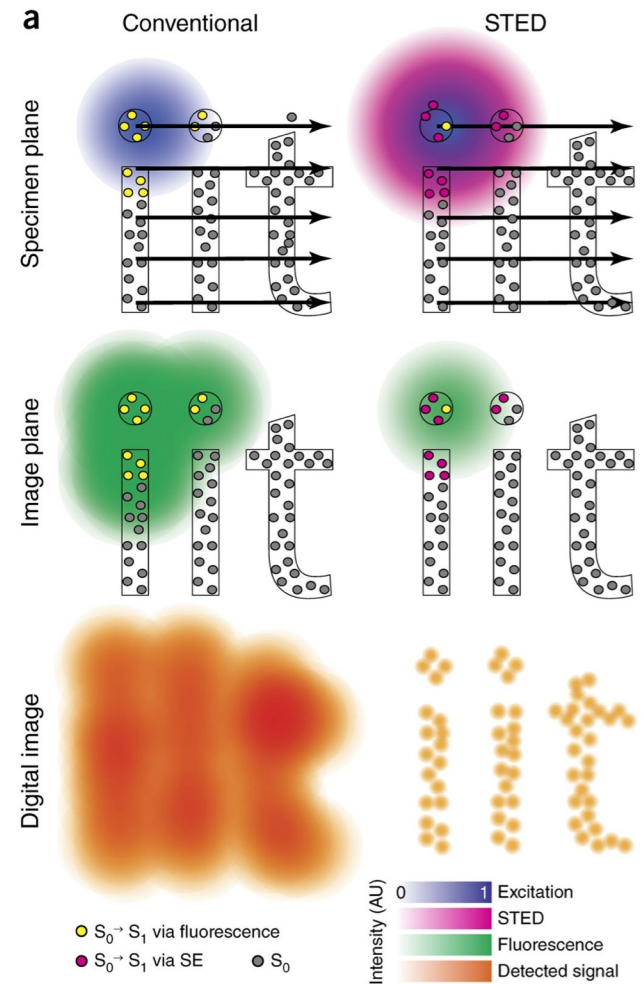 a
Conventional STED
Specimen plane
Image plane
Digital image
S₀→ S₁ via fluorescence
S₀→ S₁ via SE
S₀
Intensity (AU)
0 1 Excitation
STED
Fluorescence
Detected signal